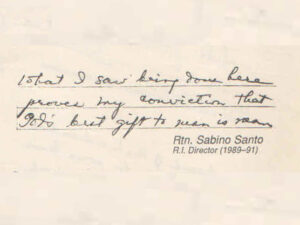 What I saw being done here
proves my conviction that
God's best gift to man is man
Rtn. Sabino Santo
R.I. Director (1989–91)